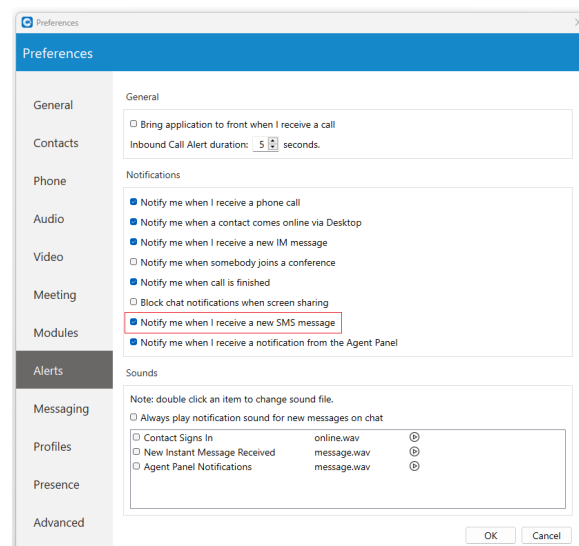 Preferences
Preferences
General
Contacts
Phone
Audio
Video
Meeting
Modules
Alerts
Messaging
Profiles
Presence
Advanced
General
Bring application to front when I receive a call
Inbound Call Alert duration: 5 seconds.
Notifications
Notify me when I receive a phone call
Notify me when a contact comes online via Desktop
Notify me when I receive a new IM message
Notify me when somebody joins a conference
Notify me when call is finished
Block chat notifications when screen sharing
Notify me when I receive a new SMS message
Notify me when I receive a notification from the Agent Panel
Sounds
Note: double click an item to change sound file.
Always play notification sound for new messages on chat
Contact Signs In online.wav
New Instant Message Received message.wav
Agent Panel Notifications message.wav
OK Cancel